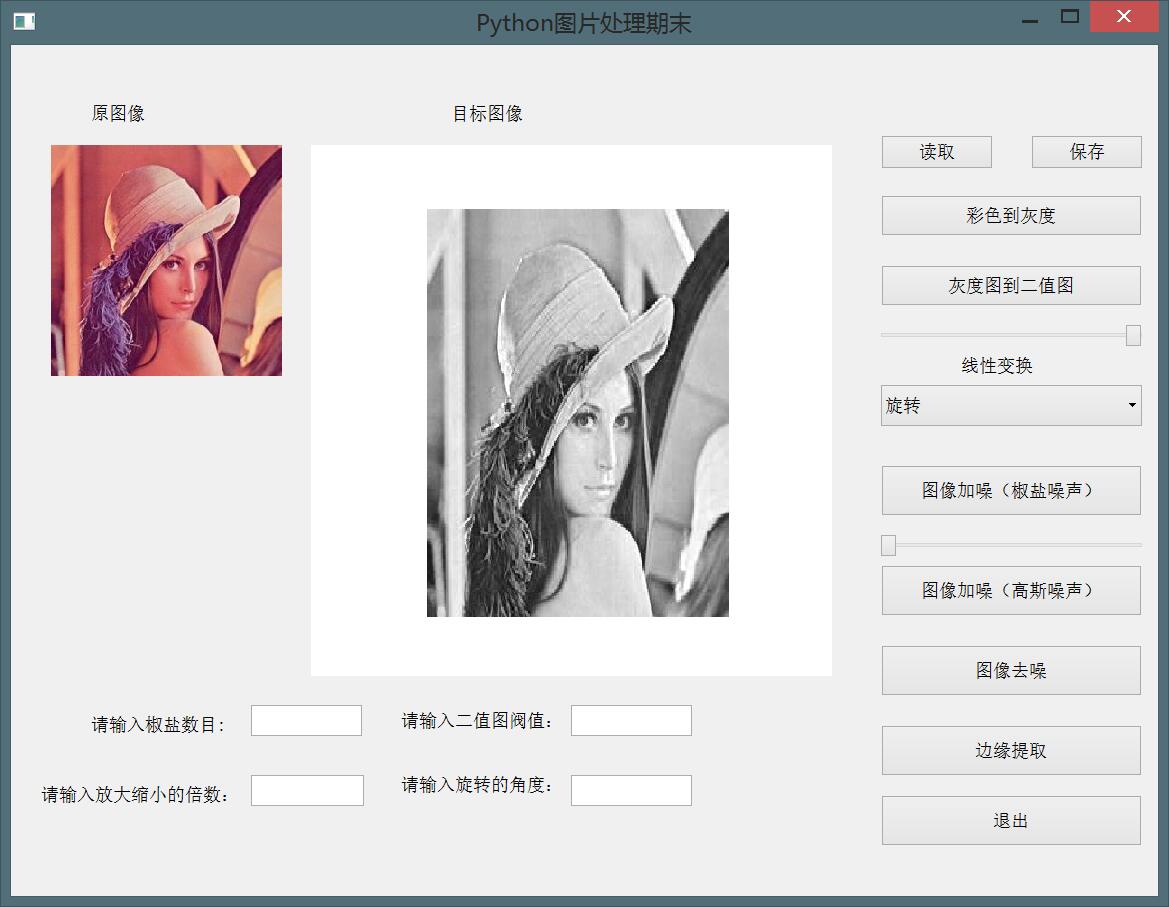 Python图片处理期末
原图像
目标图像
读取
保存
彩色到灰度
灰度图到二值图
线性变换
旋转
图像加噪（椒盐噪声）
图像加噪（高斯噪声）
图像去噪
边缘提取
退出
请输入椒盐数目：
请输入二值图阀值：
请输入放大缩小的倍数：
请输入旋转的角度：